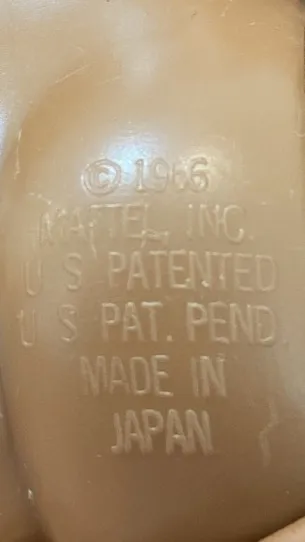 © 1966
MATTEL, INC.
U S PATENTED
U S PAT. PEND.
MADE IN
JAPAN